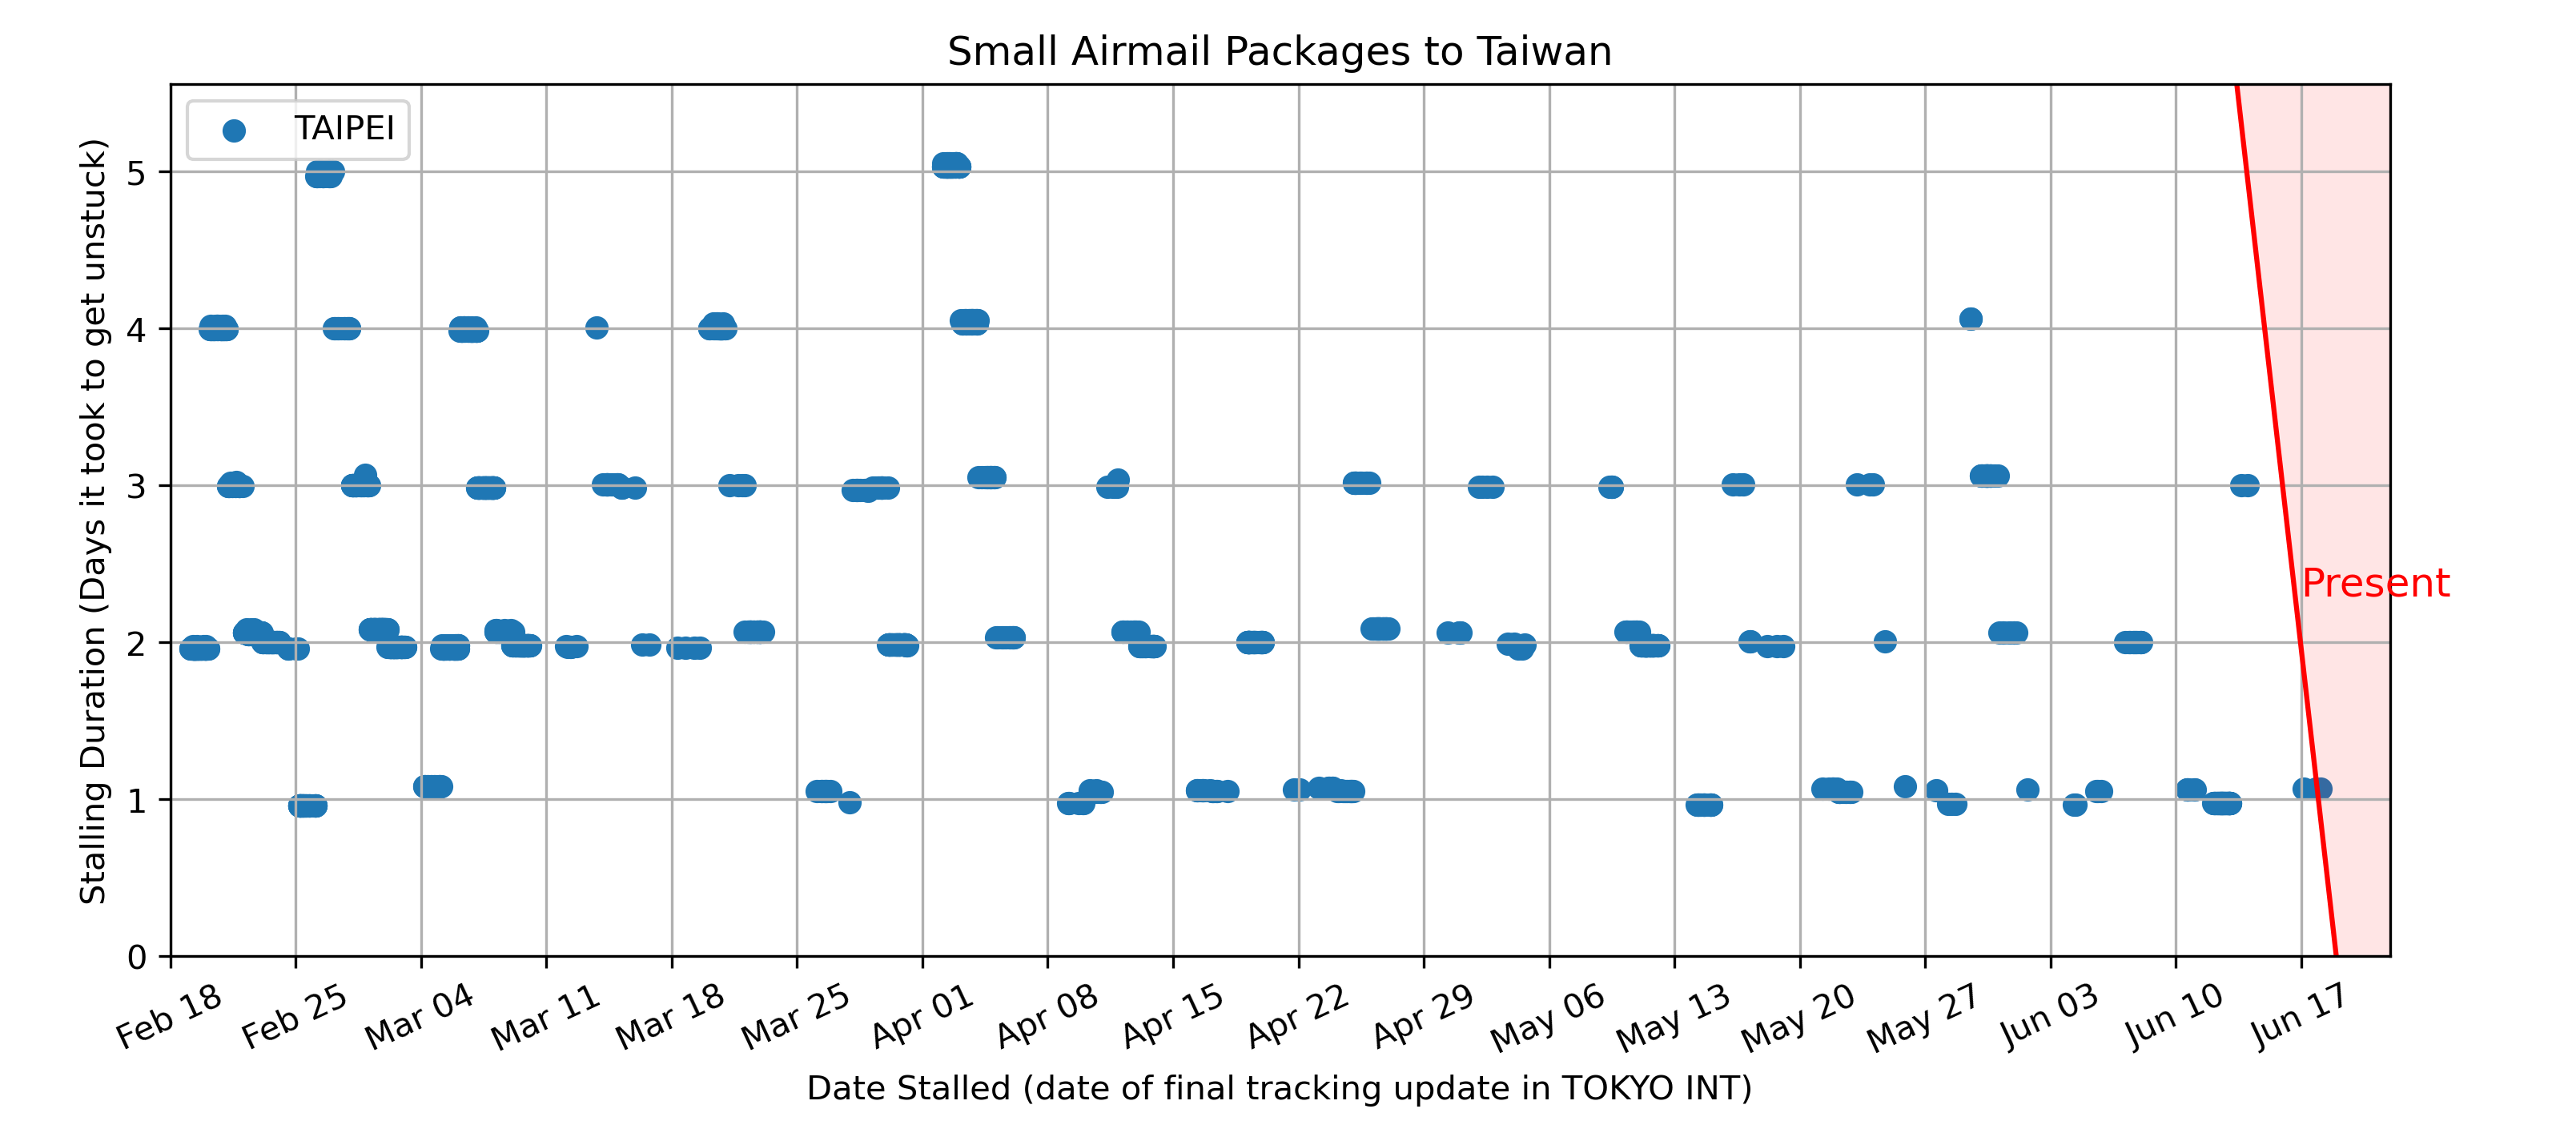 Small Airmail Packages to Taiwan
TAIPEI
Stalling Duration (Days it took to get unstuck)
5
4
3
2
1
0
Present
Feb 18
Feb 25
Mar 04
Mar 11
Mar 18
Mar 25
Apr 01
Apr 08
Apr 15
Apr 22
Apr 29
May 06
May 13
May 20
May 27
Jun 03
Jun 10
Jun 17
Date Stalled (date of final tracking update in TOKYO INT)